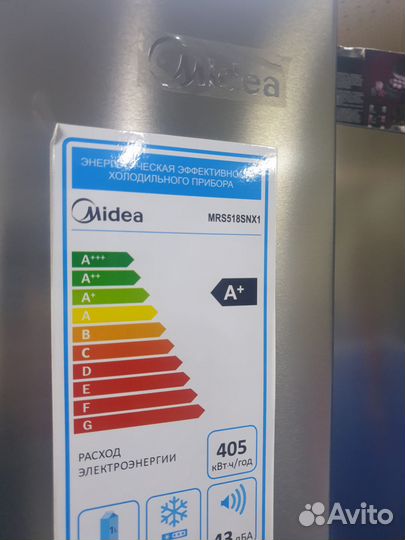 Midea
ЭНЕРГЕТИЧЕСКАЯ ЭФФЕКТИВНОСТЬ
ХОЛОДИЛЬНОГО ПРИБОРА
Midea
MRS518SNX1
A+++
A++
A+
A
B
C
D
E
F
G
A+
РАСХОД
ЭЛЕКТРОЭНЕРГИИ
405
кВт·ч/год
43 дБА
Avito